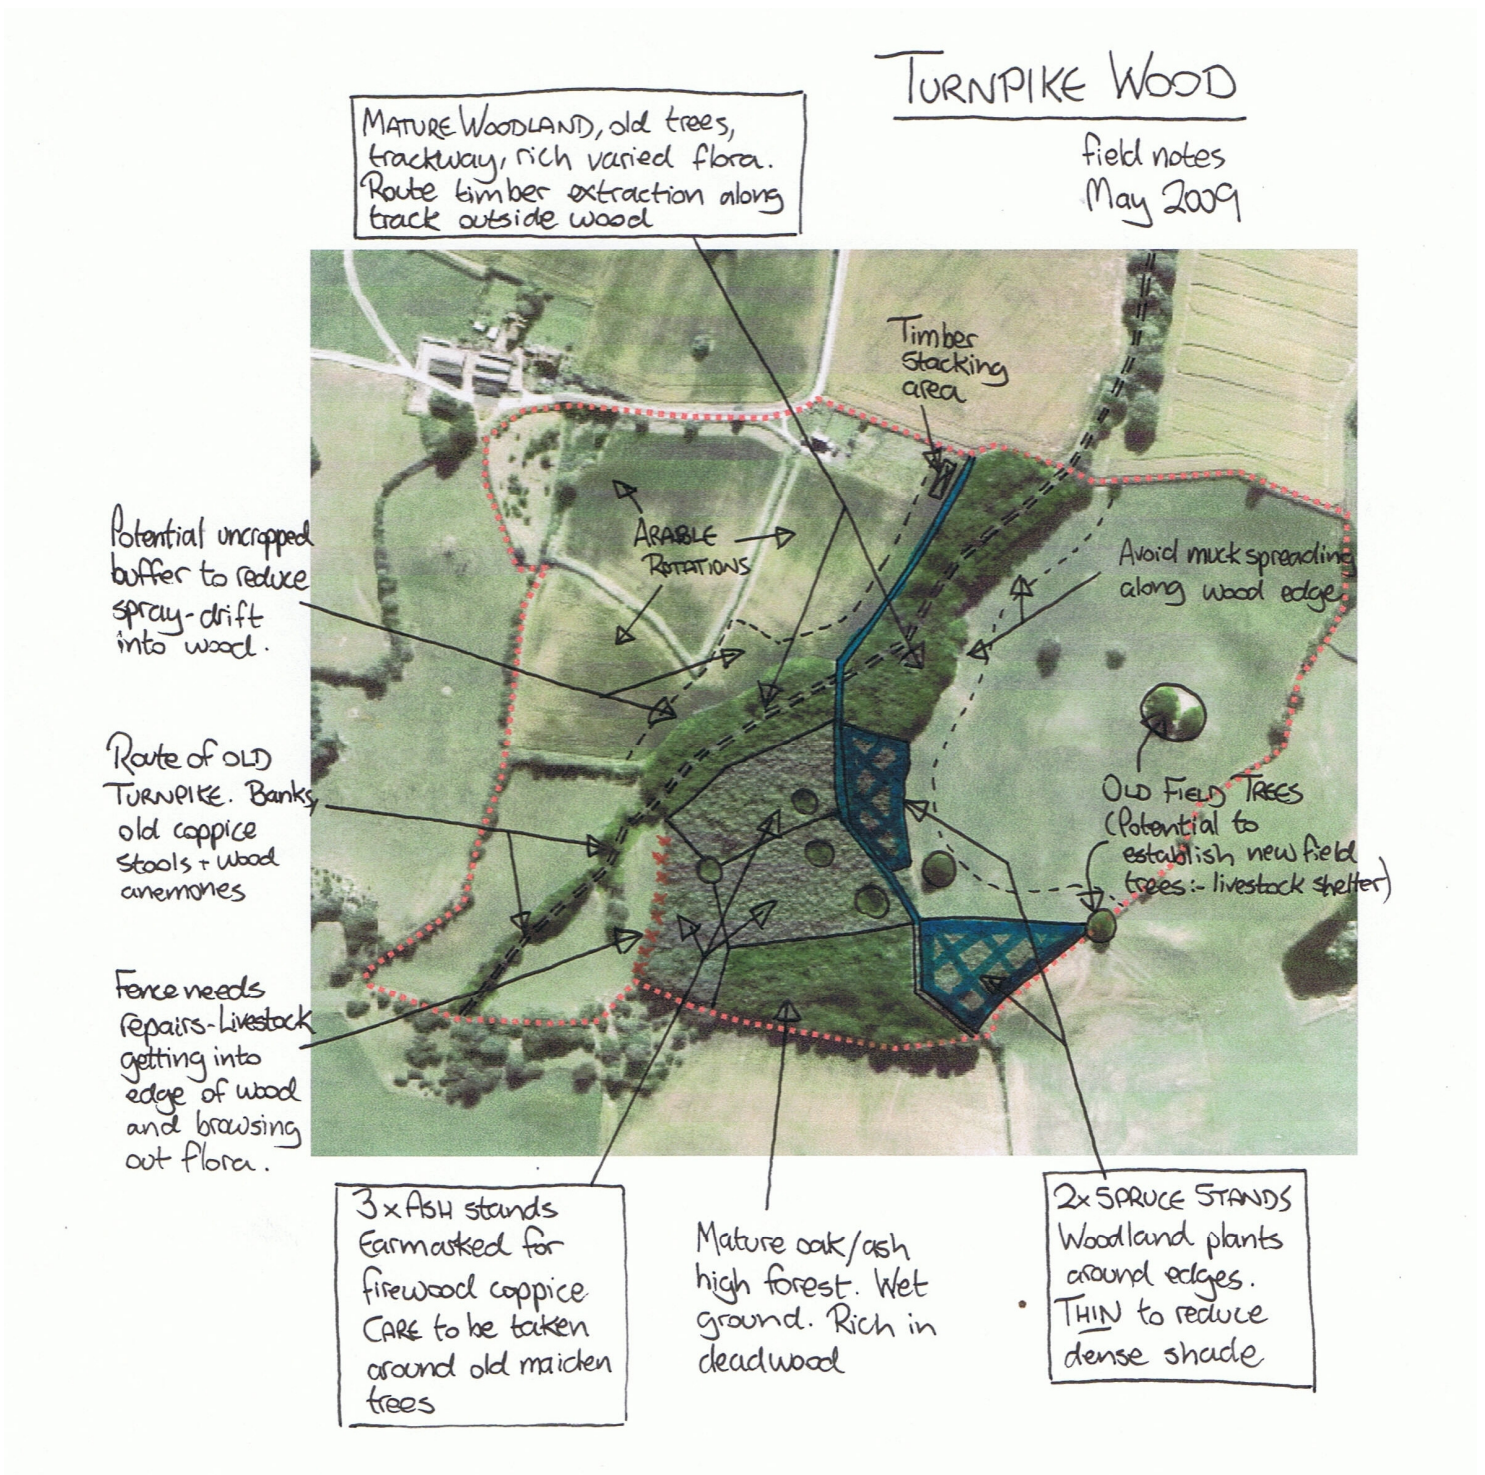 TURNPIKE WOOD
field notes
May 2009
MATURE WOODLAND, old trees,
trackway, rich varied flora.
Route timber extraction along
track outside wood
Timber
stacking
area
Potential uncropped
buffer to reduce
spray-drift
into wood.
ARABLE
ROTATIONS
Avoid muck spreading
along wood edge
Route of OLD
TURNPIKE. Banks,
old coppice
stools + wood
anemones
OLD FIELD TREES
(Potential to
establish new field
trees:- livestock shelter)
Fence needs
repairs-Livestock
getting into
edge of wood
and browsing
out flora.
3 x ASH stands
Earmarked for
firewood coppice
CARE to be taken
around old maiden
trees
Mature oak/ash
high forest. Wet
ground. Rich in
deadwood
2x SPRUCE STANDS
Woodland plants
around edges.
THIN to reduce
dense shade